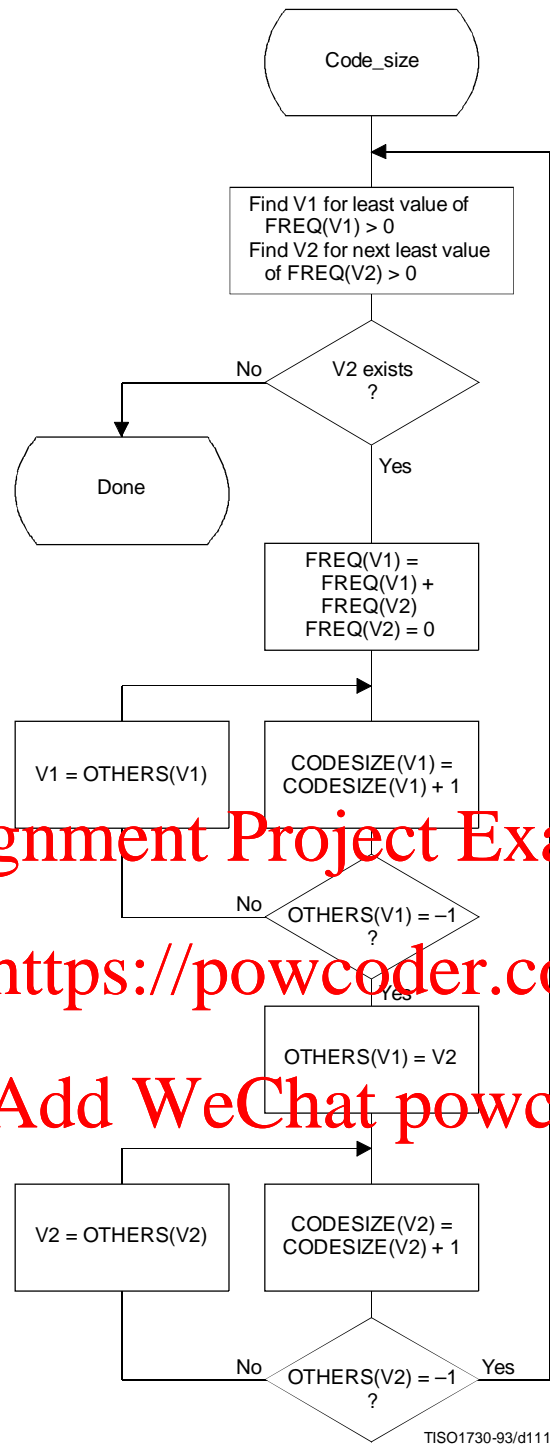 Code_size
Find V1 for least value of
FREQ(V1) > 0
Find V2 for next least value
of FREQ(V2) > 0
No
V2 exists
?
Done
Yes
FREQ(V1) =
FREQ(V1) +
FREQ(V2)
FREQ(V2) = 0
V1 = OTHERS(V1)
CODESIZE(V1) =
CODESIZE(V1) + 1
gnment Project Exa
No
OTHERS(V1) = –1
?
https://powcoder.co
Yes
OTHERS(V1) = V2
Add WeChat powc
V2 = OTHERS(V2)
CODESIZE(V2) =
CODESIZE(V2) + 1
No
OTHERS(V2) = –1
?
Yes
TISO1730-93/d111